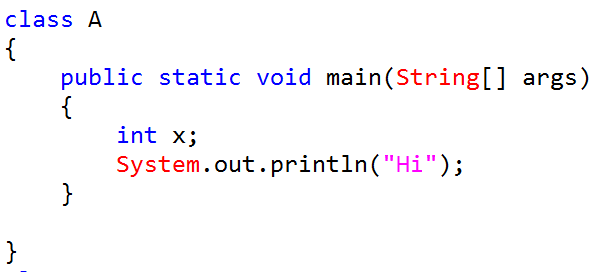 class A
{
    public static void main(String[] args)
    {
        int x;
        System.out.println("Hi");
    }
}